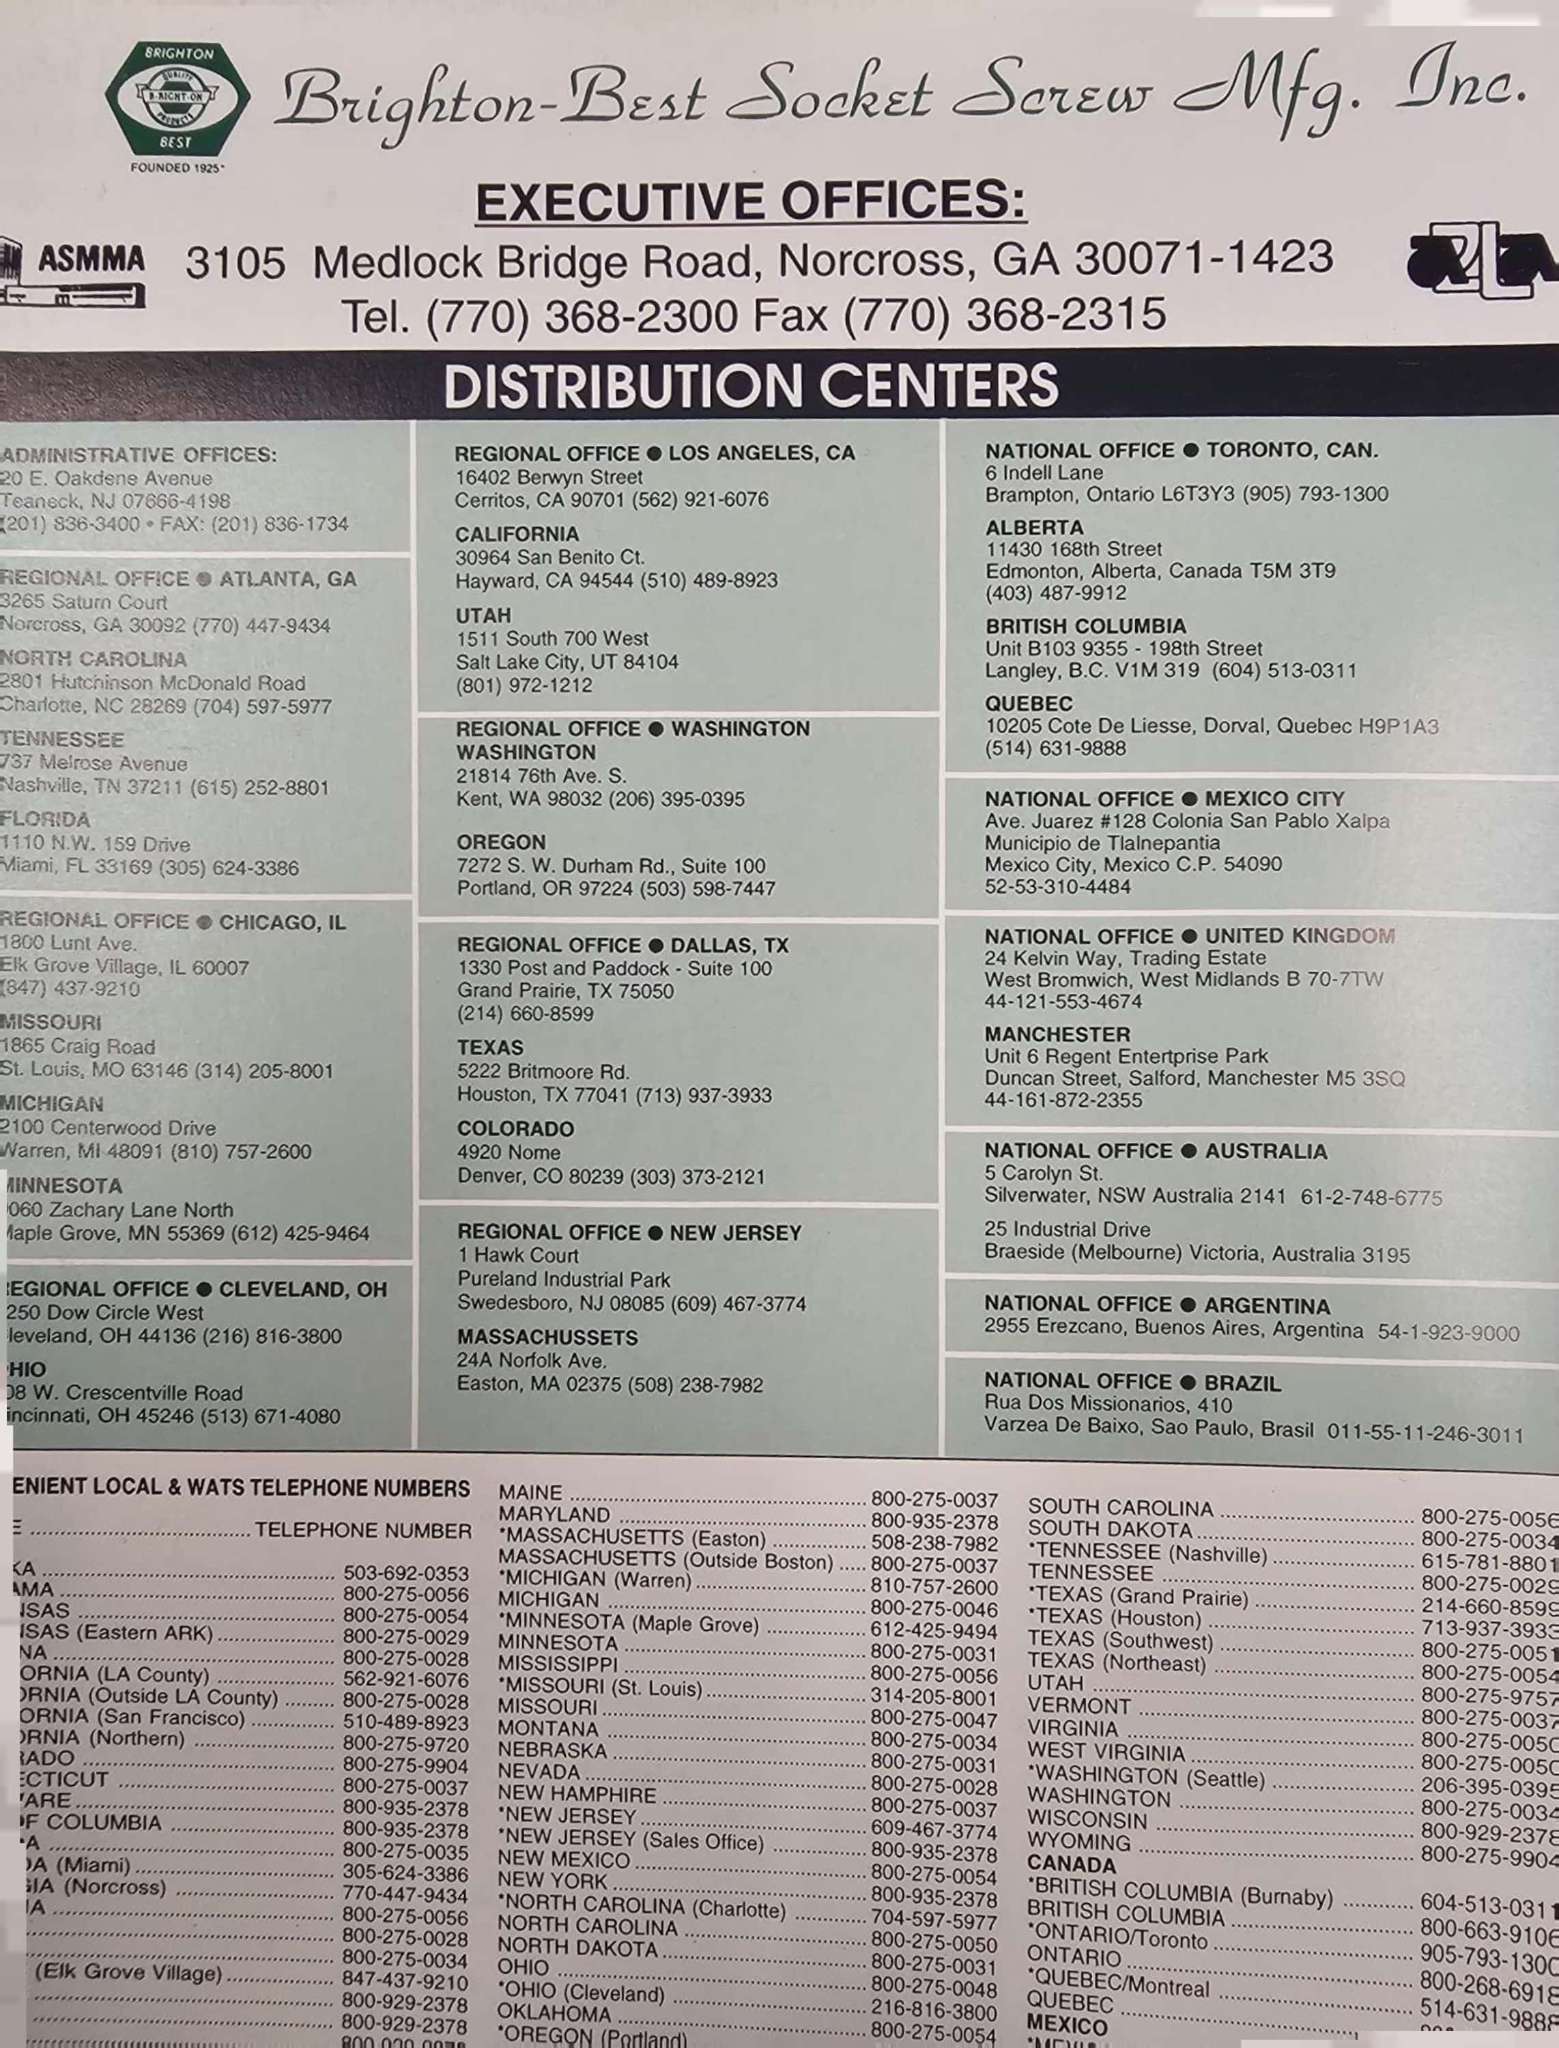 BRIGHTON
QUALITY
B-RIGHT-ON
PRODUCTS
BEST
FOUNDED 1925*
Brighton-Best Socket Screw Mfg. Inc.
EXECUTIVE OFFICES:
ASMMA
3105 Medlock Bridge Road, Norcross, GA 30071-1423
Tel. (770) 368-2300 Fax (770) 368-2315
DISTRIBUTION CENTERS
ADMINISTRATIVE OFFICES:
20 E. Oakdene Avenue
Teaneck, NJ 07666-4198
(201) 836-3400 • FAX: (201) 836-1734
REGIONAL OFFICE ● ATLANTA, GA
3265 Saturn Court
Norcross, GA 30092 (770) 447-9434
NORTH CAROLINA
2801 Hutchinson McDonald Road
Charlotte, NC 28269 (704) 597-5977
TENNESSEE
737 Melrose Avenue
Nashville, TN 37211 (615) 252-8801
FLORIDA
1110 N.W. 159 Drive
Miami, FL 33169 (305) 624-3386
REGIONAL OFFICE ● CHICAGO, IL
1800 Lunt Ave.
Elk Grove Village, IL 60007
(847) 437-9210
MISSOURI
1865 Craig Road
St. Louis, MO 63146 (314) 205-8001
MICHIGAN
2100 Centerwood Drive
Warren, MI 48091 (810) 757-2600
MINNESOTA
060 Zachary Lane North
Maple Grove, MN 55369 (612) 425-9464
EGIONAL OFFICE ● CLEVELAND, OH
250 Dow Circle West
leveland, OH 44136 (216) 816-3800
HIO
08 W. Crescentville Road
incinnati, OH 45246 (513) 671-4080
REGIONAL OFFICE ● LOS ANGELES, CA
16402 Berwyn Street
Cerritos, CA 90701 (562) 921-6076
CALIFORNIA
30964 San Benito Ct.
Hayward, CA 94544 (510) 489-8923
UTAH
1511 South 700 West
Salt Lake City, UT 84104
(801) 972-1212
REGIONAL OFFICE ● WASHINGTON
WASHINGTON
21814 76th Ave. S.
Kent, WA 98032 (206) 395-0395
OREGON
7272 S. W. Durham Rd., Suite 100
Portland, OR 97224 (503) 598-7447
REGIONAL OFFICE ● DALLAS, TX
1330 Post and Paddock - Suite 100
Grand Prairie, TX 75050
(214) 660-8599
TEXAS
5222 Britmoore Rd.
Houston, TX 77041 (713) 937-3933
COLORADO
4920 Nome
Denver, CO 80239 (303) 373-2121
REGIONAL OFFICE ● NEW JERSEY
1 Hawk Court
Pureland Industrial Park
Swedesboro, NJ 08085 (609) 467-3774
MASSACHUSSETS
24A Norfolk Ave.
Easton, MA 02375 (508) 238-7982
NATIONAL OFFICE ● TORONTO, CAN.
6 Indell Lane
Brampton, Ontario L6T3Y3 (905) 793-1300
ALBERTA
11430 168th Street
Edmonton, Alberta, Canada T5M 3T9
(403) 487-9912
BRITISH COLUMBIA
Unit B103 9355 - 198th Street
Langley, B.C. V1M 319 (604) 513-0311
QUEBEC
10205 Cote De Liesse, Dorval, Quebec H9P1A3
(514) 631-9888
NATIONAL OFFICE ● MEXICO CITY
Ave. Juarez #128 Colonia San Pablo Xalpa
Municipio de Tlalnepantia
Mexico City, Mexico C.P. 54090
52-53-310-4484
NATIONAL OFFICE ● UNITED KINGDOM
24 Kelvin Way, Trading Estate
West Bromwich, West Midlands B 70-7TW
44-121-553-4674
MANCHESTER
Unit 6 Regent Entertprise Park
Duncan Street, Salford, Manchester M5 3SQ
44-161-872-2355
NATIONAL OFFICE ● AUSTRALIA
5 Carolyn St.
Silverwater, NSW Australia 2141 61-2-748-6775
25 Industrial Drive
Braeside (Melbourne) Victoria, Australia 3195
NATIONAL OFFICE ● ARGENTINA
2955 Erezcano, Buenos Aires, Argentina 54-1-923-9000
NATIONAL OFFICE ● BRAZIL
Rua Dos Missionarios, 410
Varzea De Baixo, Sao Paulo, Brasil 011-55-11-246-3011
ENIENT LOCAL & WATS TELEPHONE NUMBERS
E ........ TELEPHONE NUMBER
KA ........ 503-692-0353
AMA ........ 800-275-0056
NSAS ........ 800-275-0054
NSAS (Eastern ARK) ........ 800-275-0029
NA ........ 800-275-0028
ORNIA (LA County) ........ 562-921-6076
ORNIA (Outside LA County) ........ 800-275-0028
ORNIA (San Francisco) ........ 510-489-8923
ORNIA (Northern) ........ 800-275-9720
RADO ........ 800-275-9904
ECTICUT ........ 800-275-0037
ARE ........ 800-935-2378
OF COLUMBIA ........ 800-935-2378
A ........ 800-275-0035
DA (Miami) ........ 305-624-3386
GIA (Norcross) ........ 770-447-9434
IA ........ 800-275-0056
........ 800-275-0028
........ 800-275-0034
(Elk Grove Village) ........ 847-437-9210
........ 800-929-2378
........ 800-929-2378
MAINE ........ 800-275-0037
MARYLAND ........ 800-935-2378
*MASSACHUSETTS (Easton) ........ 508-238-7982
MASSACHUSETTS (Outside Boston) ........ 800-275-0037
*MICHIGAN (Warren) ........ 810-757-2600
MICHIGAN ........ 800-275-0046
*MINNESOTA (Maple Grove) ........ 612-425-9494
MINNESOTA ........ 800-275-0031
MISSISSIPPI ........ 800-275-0056
*MISSOURI (St. Louis) ........ 314-205-8001
MISSOURI ........ 800-275-0047
MONTANA ........ 800-275-0034
NEBRASKA ........ 800-275-0031
NEVADA ........ 800-275-0028
NEW HAMPHIRE ........ 800-275-0037
*NEW JERSEY ........ 609-467-3774
*NEW JERSEY (Sales Office) ........ 800-935-2378
NEW MEXICO ........ 800-275-0054
NEW YORK ........ 800-935-2378
*NORTH CAROLINA (Charlotte) ........ 704-597-5977
NORTH CAROLINA ........ 800-275-0050
NORTH DAKOTA ........ 800-275-0031
OHIO ........ 800-275-0048
*OHIO (Cleveland) ........ 216-816-3800
OKLAHOMA ........ 800-275-0054
*OREGON (Portland)
SOUTH CAROLINA ........ 800-275-0056
SOUTH DAKOTA ........ 800-275-0034
*TENNESSEE (Nashville) ........ 615-781-8801
TENNESSEE ........ 800-275-0029
*TEXAS (Grand Prairie) ........ 214-660-8599
*TEXAS (Houston) ........ 713-937-3933
TEXAS (Southwest) ........ 800-275-0051
TEXAS (Northeast) ........ 800-275-0054
UTAH ........ 800-275-9757
VERMONT ........ 800-275-0037
VIRGINIA ........ 800-275-0050
WEST VIRGINIA ........ 800-275-0050
*WASHINGTON (Seattle) ........ 206-395-0395
WASHINGTON ........ 800-275-0034
WISCONSIN ........ 800-929-2378
WYOMING ........ 800-275-9904
CANADA
*BRITISH COLUMBIA (Burnaby) ........ 604-513-0311
BRITISH COLUMBIA ........ 800-663-9106
*ONTARIO/Toronto ........ 905-793-1300
ONTARIO ........ 800-268-6918
*QUEBEC/Montreal ........ 514-631-9888
QUEBEC ........
MEXICO